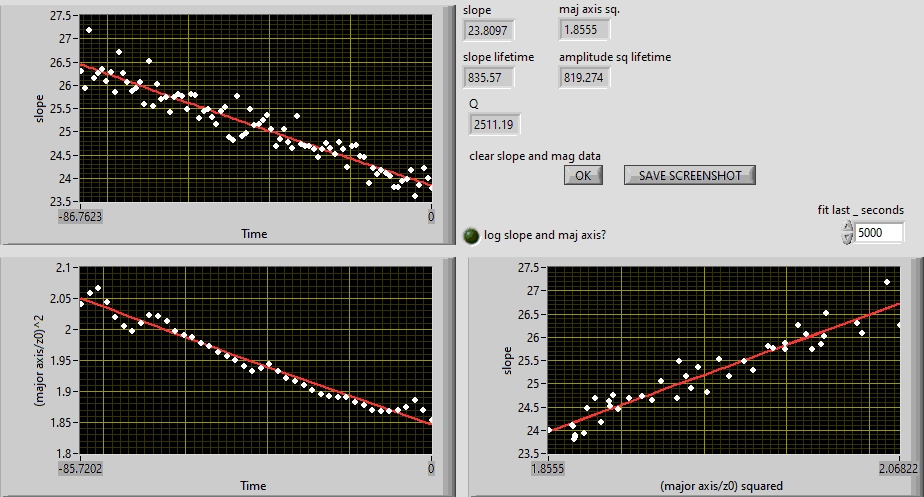 27.5
27
26.5
26
25.5
25
24.5
24
23.5
slope
-86.7623
0
Time
slope
maj axis sq.
23.8097
1.8555
slope lifetime
amplitude sq lifetime
835.57
819.274
Q
2511.19
clear slope and mag data
OK
SAVE SCREENSHOT
fit last _ seconds
5000
log slope and maj axis?
2.1
2.05
2
1.95
1.9
1.85
1.8
(major axis/z0)^2
-85.7202
0
Time
27.5
27
26.5
26
25.5
25
24.5
24
23.5
slope
1.8555
2.06822
(major axis/z0) squared